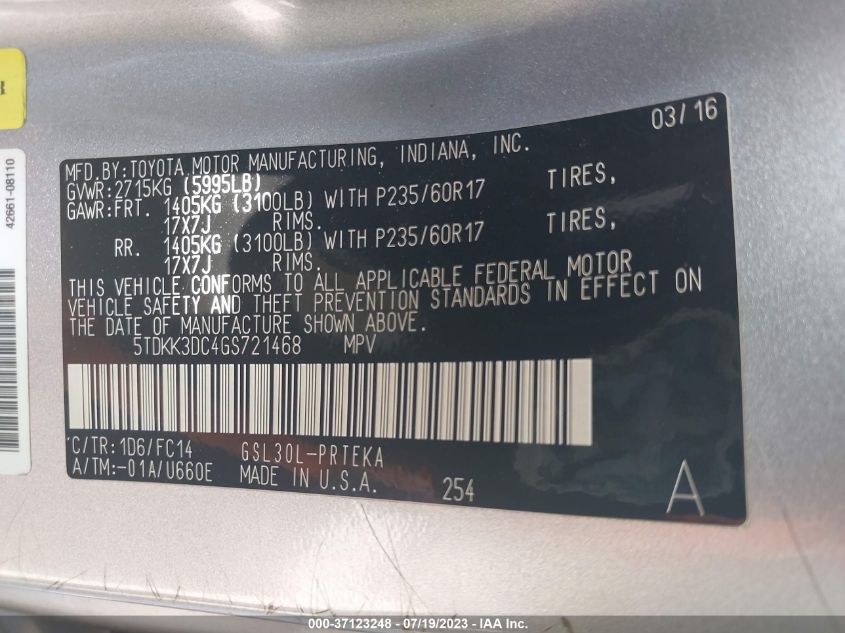 42661-08110
03/16
MFD.BY:TOYOTA MOTOR MANUFACTURING, INDIANA, INC.
GVWR:2715KG (5995LB)
GAWR:FRT. 1405KG (3100LB) WITH P235/60R17 TIRES,
17X7J RIMS.
RR. 1405KG (3100LB) WITH P235/60R17 TIRES,
17X7J RIMS.
THIS VEHICLE CONFORMS TO ALL APPLICABLE FEDERAL MOTOR
VEHICLE SAFETY AND THEFT PREVENTION STANDARDS IN EFFECT ON
THE DATE OF MANUFACTURE SHOWN ABOVE.
5TDKK3DC4GS721468 MPV
C/TR:1D6/FC14 GSL30L-PRTEKA
A/TM:-01A/U660E MADE IN U.S.A. 254 A
000-37123248 - 07/19/2023 - IAA Inc.